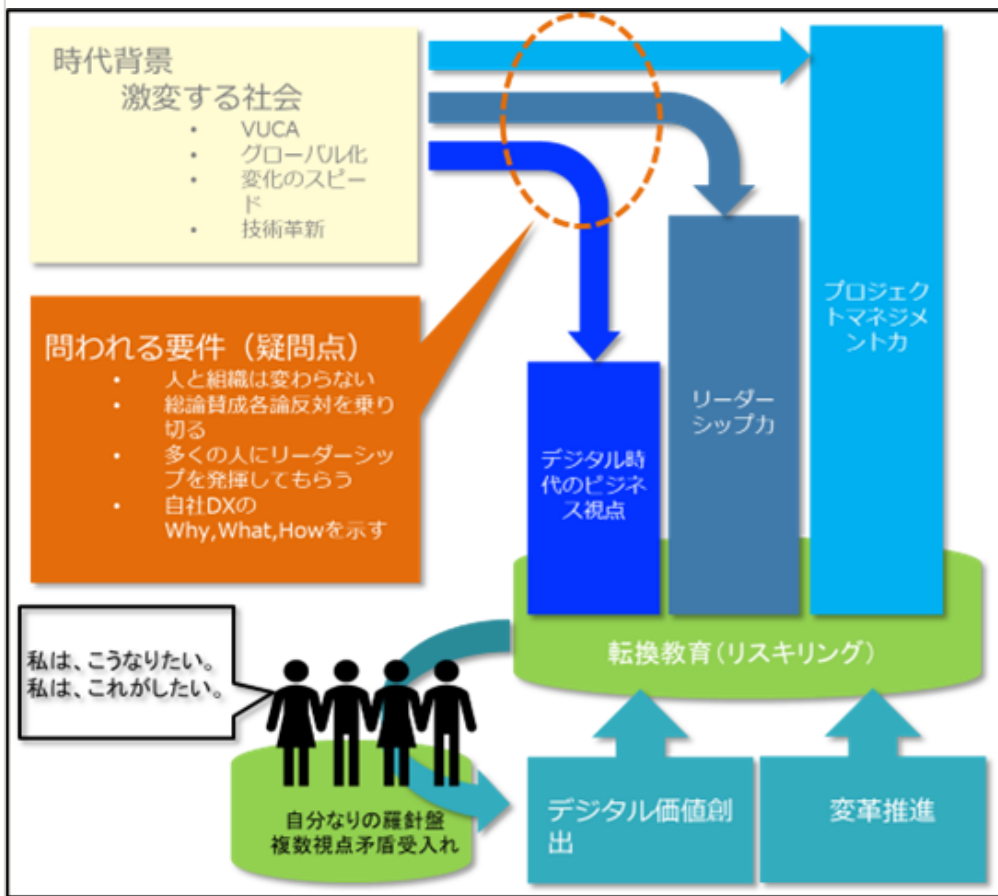 時代背景
激変する社会
• VUCA
• グローバル化
• 変化のスピー
ド
• 技術革新
問われる要件（疑問点）
• 人と組織は変わらない
• 総論賛成各論反対を乗り
切る
• 多くの人にリーダーシッ
プを発揮してもらう
• 自社DXの
Why,What,Howを示す
デジタル時
代のビジネ
ス視点
リーダー
シップ力
プロジェク
トマネジメ
ント力
転換教育（リスキリング）
私は、こうなりたい。
私は、これがしたい。
自分なりの羅針盤
複数視点矛盾受入れ
デジタル価値創
出
変革推進